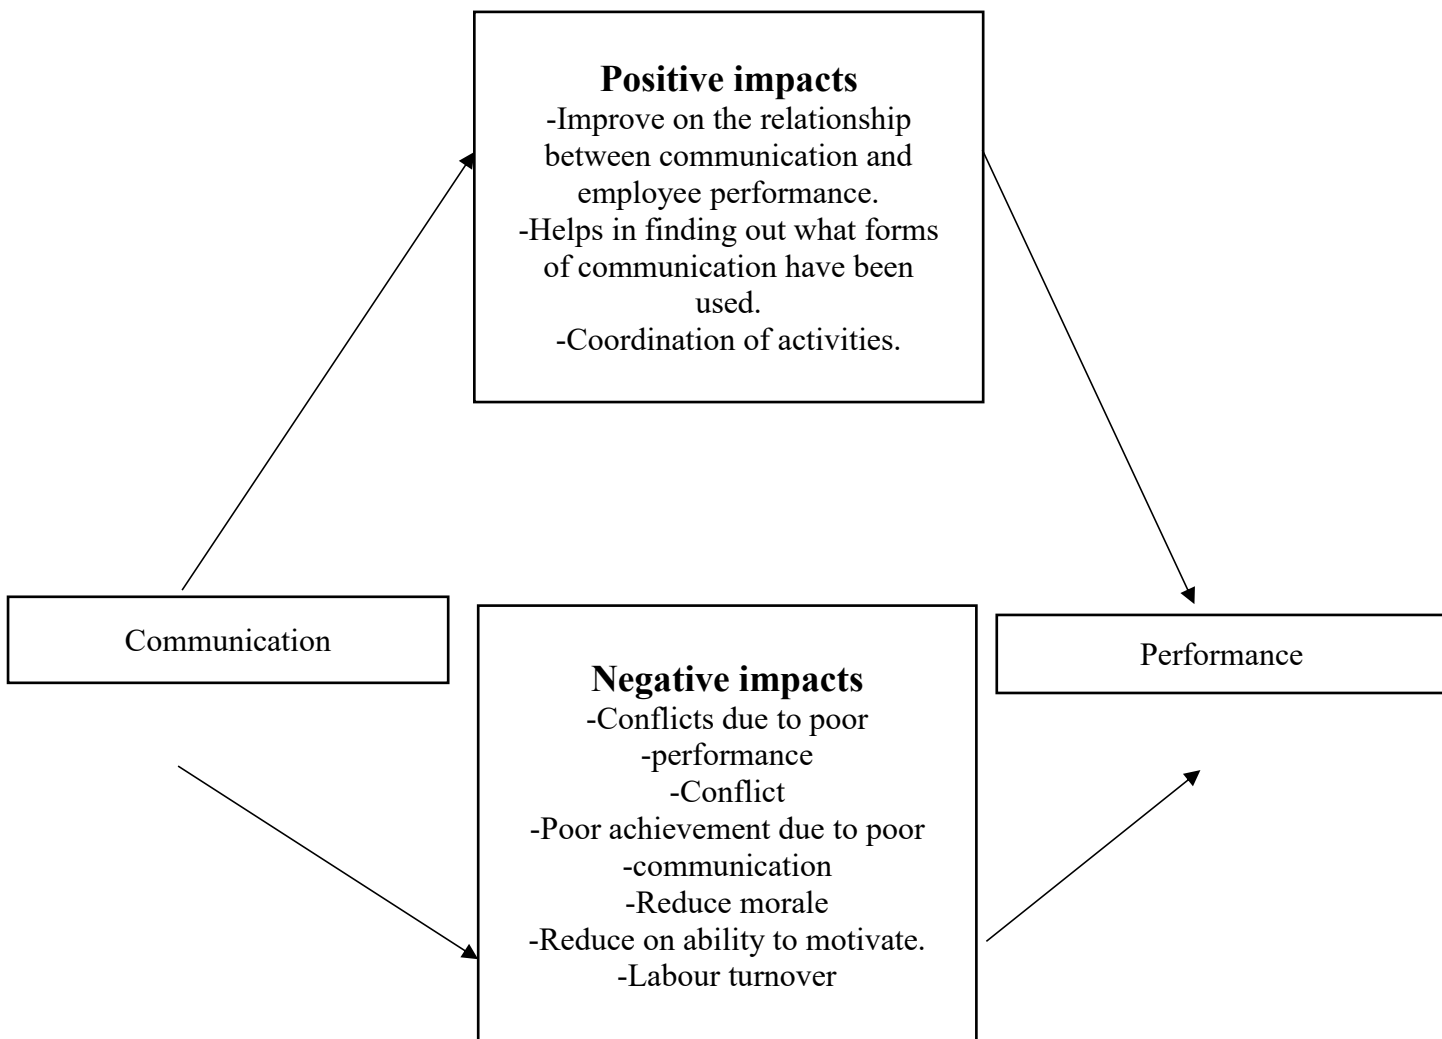 Positive impacts
-Improve on the relationship
between communication and
employee performance.
-Helps in finding out what forms
of communication have been
used.
-Coordination of activities.
Communication
Performance
Negative impacts
-Conflicts due to poor
-performance
-Conflict
-Poor achievement due to poor
-communication
-Reduce morale
-Reduce on ability to motivate.
-Labour turnover